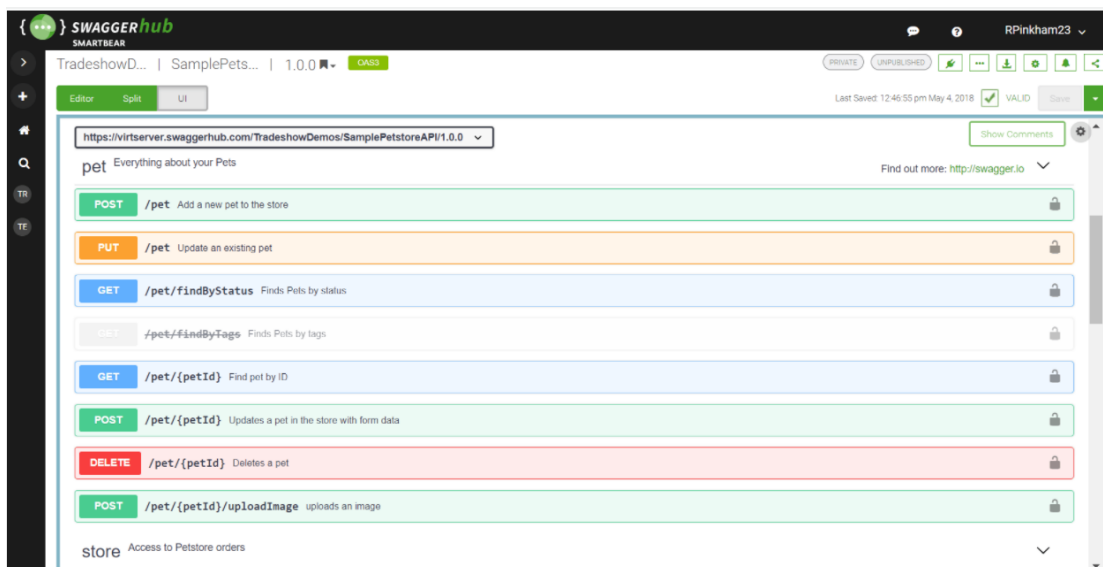 { } SWAGGERhub
SMARTBEAR
RPinkham23
TradeshowD... | SamplePets... | 1.0.0 OAS3
PRIVATE UNPUBLISHED
Editor Split UI
Last Saved: 12:46:55 pm May 4, 2018 VALID Save
https://virtserver.swaggerhub.com/TradeshowDemos/SamplePetstoreAPI/1.0.0
Show Comments
pet Everything about your Pets
Find out more: http://swagger.io
TR
TE
POST /pet Add a new pet to the store
PUT /pet Update an existing pet
GET /pet/findByStatus Finds Pets by status
GET /pet/findByTags Finds Pets by tags
GET /pet/{petId} Find pet by ID
POST /pet/{petId} Updates a pet in the store with form data
DELETE /pet/{petId} Deletes a pet
POST /pet/{petId}/uploadImage uploads an image
store Access to Petstore orders